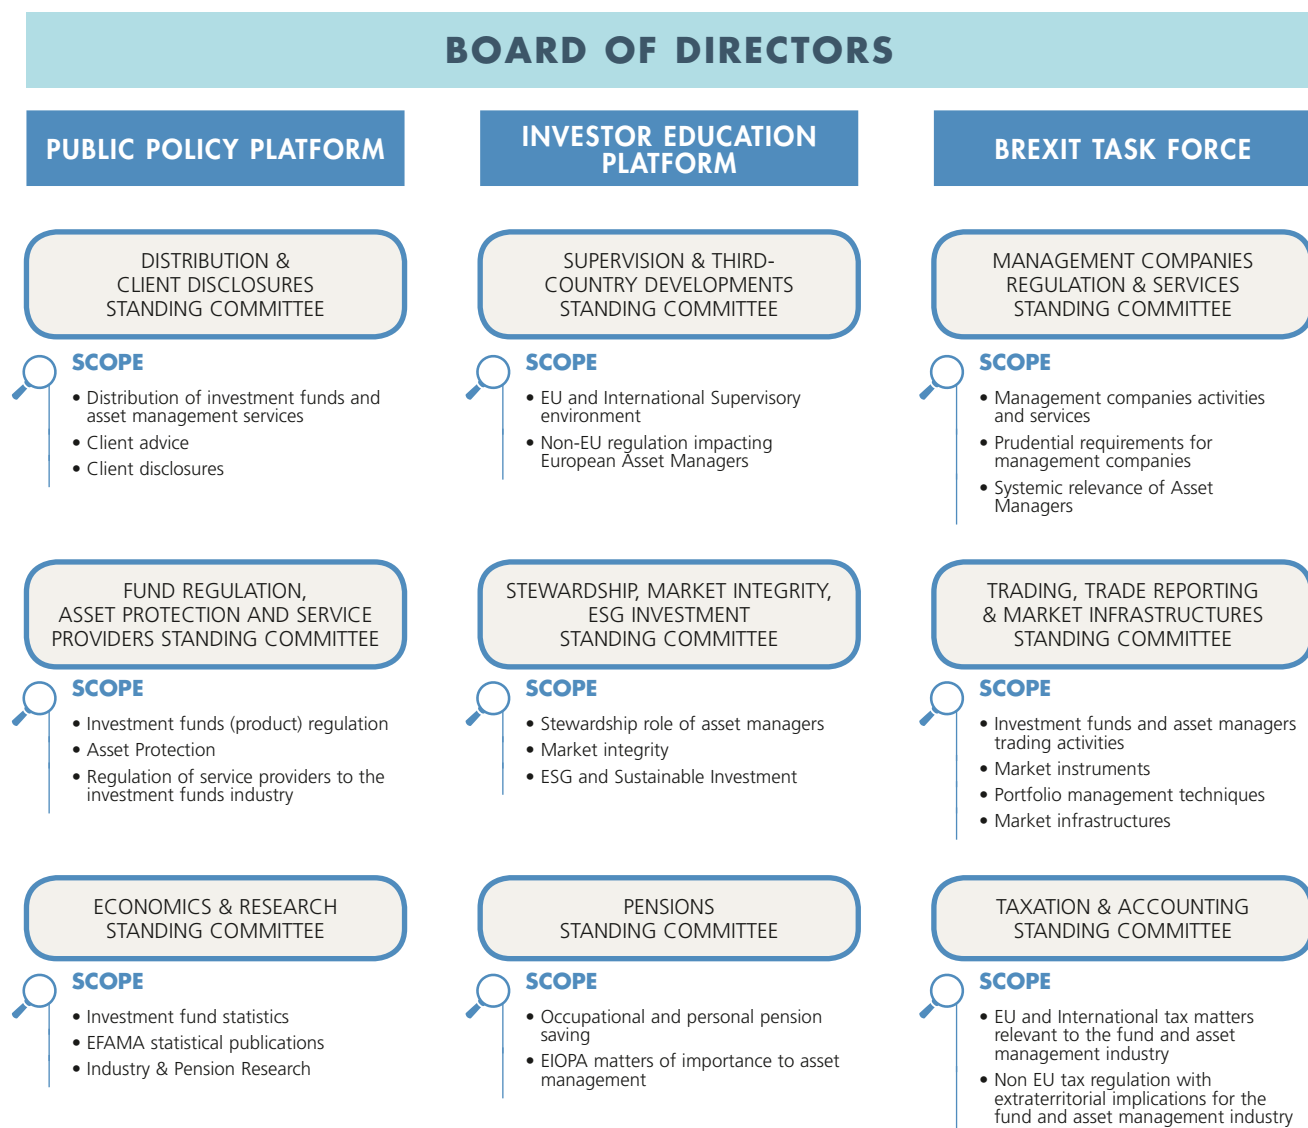 BOARD OF DIRECTORS
PUBLIC POLICY PLATFORM
INVESTOR EDUCATION
PLATFORM
BREXIT TASK FORCE
DISTRIBUTION &
CLIENT DISCLOSURES
STANDING COMMITTEE
SCOPE
• Distribution of investment funds and
asset management services
• Client advice
• Client disclosures
SUPERVISION & THIRD-
COUNTRY DEVELOPMENTS
STANDING COMMITTEE
SCOPE
• EU and International Supervisory
environment
• Non-EU regulation impacting
European Asset Managers
MANAGEMENT COMPANIES
REGULATION & SERVICES
STANDING COMMITTEE
SCOPE
• Management companies activities
and services
• Prudential requirements for
management companies
• Systemic relevance of Asset
Managers
FUND REGULATION,
ASSET PROTECTION AND SERVICE
PROVIDERS STANDING COMMITTEE
SCOPE
• Investment funds (product) regulation
• Asset Protection
• Regulation of service providers to the
investment funds industry
STEWARDSHIP, MARKET INTEGRITY,
ESG INVESTMENT
STANDING COMMITTEE
SCOPE
• Stewardship role of asset managers
• Market integrity
• ESG and Sustainable Investment
TRADING, TRADE REPORTING
& MARKET INFRASTRUCTURES
STANDING COMMITTEE
SCOPE
• Investment funds and asset managers
trading activities
• Market instruments
• Portfolio management techniques
• Market infrastructures
ECONOMICS & RESEARCH
STANDING COMMITTEE
SCOPE
• Investment fund statistics
• EFAMA statistical publications
• Industry & Pension Research
PENSIONS
STANDING COMMITTEE
SCOPE
• Occupational and personal pension
saving
• EIOPA matters of importance to asset
management
TAXATION & ACCOUNTING
STANDING COMMITTEE
SCOPE
• EU and International tax matters
relevant to the fund and asset
management industry
• Non EU tax regulation with
extraterritorial implications for the
fund and asset management industry